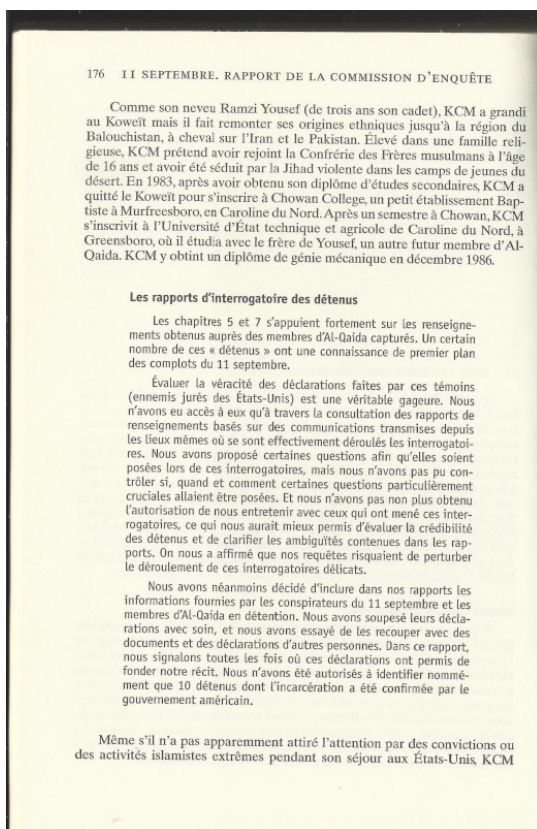 176 11 SEPTEMBRE. RAPPORT DE LA COMMISSION D'ENQUÊTE
Comme son neveu Ramzi Yousef (de trois ans son cadet), KCM a grandi
au Koweït mais il fait remonter ses origines ethniques jusqu'à la région du
Balouchistan, à cheval sur l'Iran et le Pakistan. Élevé dans une famille reli-
gieuse, KCM prétend avoir rejoint la Confrérie des Frères musulmans à l'âge
de 16 ans et avoir été séduit par la Jihad violente dans les camps de jeunes du
désert. En 1983, après avoir obtenu son diplôme d'études secondaires, KCM a
quitté le Koweït pour s'inscrire à Chowan College, un petit établissement Bap-
tiste à Murfreesboro, en Caroline du Nord. Après un semestre à Chowan, KCM
s'inscrivit à l'Université d'État technique et agricole de Caroline du Nord, à
Greensboro, où il étudia avec le frère de Yousef, un autre futur membre d'Al-
Qaida. KCM y obtint un diplôme de génie mécanique en décembre 1986.
Les rapports d'interrogatoire des détenus
Les chapitres 5 et 7 s'appuient fortement sur les renseigne-
ments obtenus auprès des membres d'Al-Qaida capturés. Un certain
nombre de ces « détenus » ont une connaissance de premier plan
des complots du 11 septembre.
Évaluer la véracité des déclarations faites par ces témoins
(ennemis jurés des États-Unis) est une véritable gageure. Nous
n'avons eu accès à eux qu'à travers la consultation des rapports de
renseignements basés sur des communications transmises depuis
les lieux mêmes où se sont effectivement déroulés les interrogatoi-
res. Nous avons proposé certaines questions afin qu'elles soient
posées lors de ces interrogatoires, mais nous n'avons pas pu con-
trôler si, quand et comment certaines questions particulièrement
cruciales allaient être posées. Et nous n'avons pas non plus obtenu
l'autorisation de nous entretenir avec ceux qui ont mené ces inter-
rogatoires, ce qui nous aurait mieux permis d'évaluer la crédibilité
des détenus et de clarifier les ambiguïtés contenues dans les rap-
ports. On nous a affirmé que nos requêtes risquaient de perturber
le déroulement de ces interrogatoires délicats.
Nous avons néanmoins décidé d'inclure dans nos rapports les
informations fournies par les conspirateurs du 11 septembre et les
membres d'Al-Qaida en détention. Nous avons soupesé leurs décla-
rations avec soin, et nous avons essayé de les recouper avec des
documents et des déclarations d'autres personnes. Dans ce rapport,
nous signalons toutes les fois où ces déclarations ont permis de
fonder notre récit. Nous n'avons été autorisés à identifier nommé-
ment que 10 détenus dont l'incarcération a été confirmée par le
gouvernement américain.
Même s'il n'a pas apparemment attiré l'attention par des convictions ou
des activités islamistes extrêmes pendant son séjour aux États-Unis, KCM